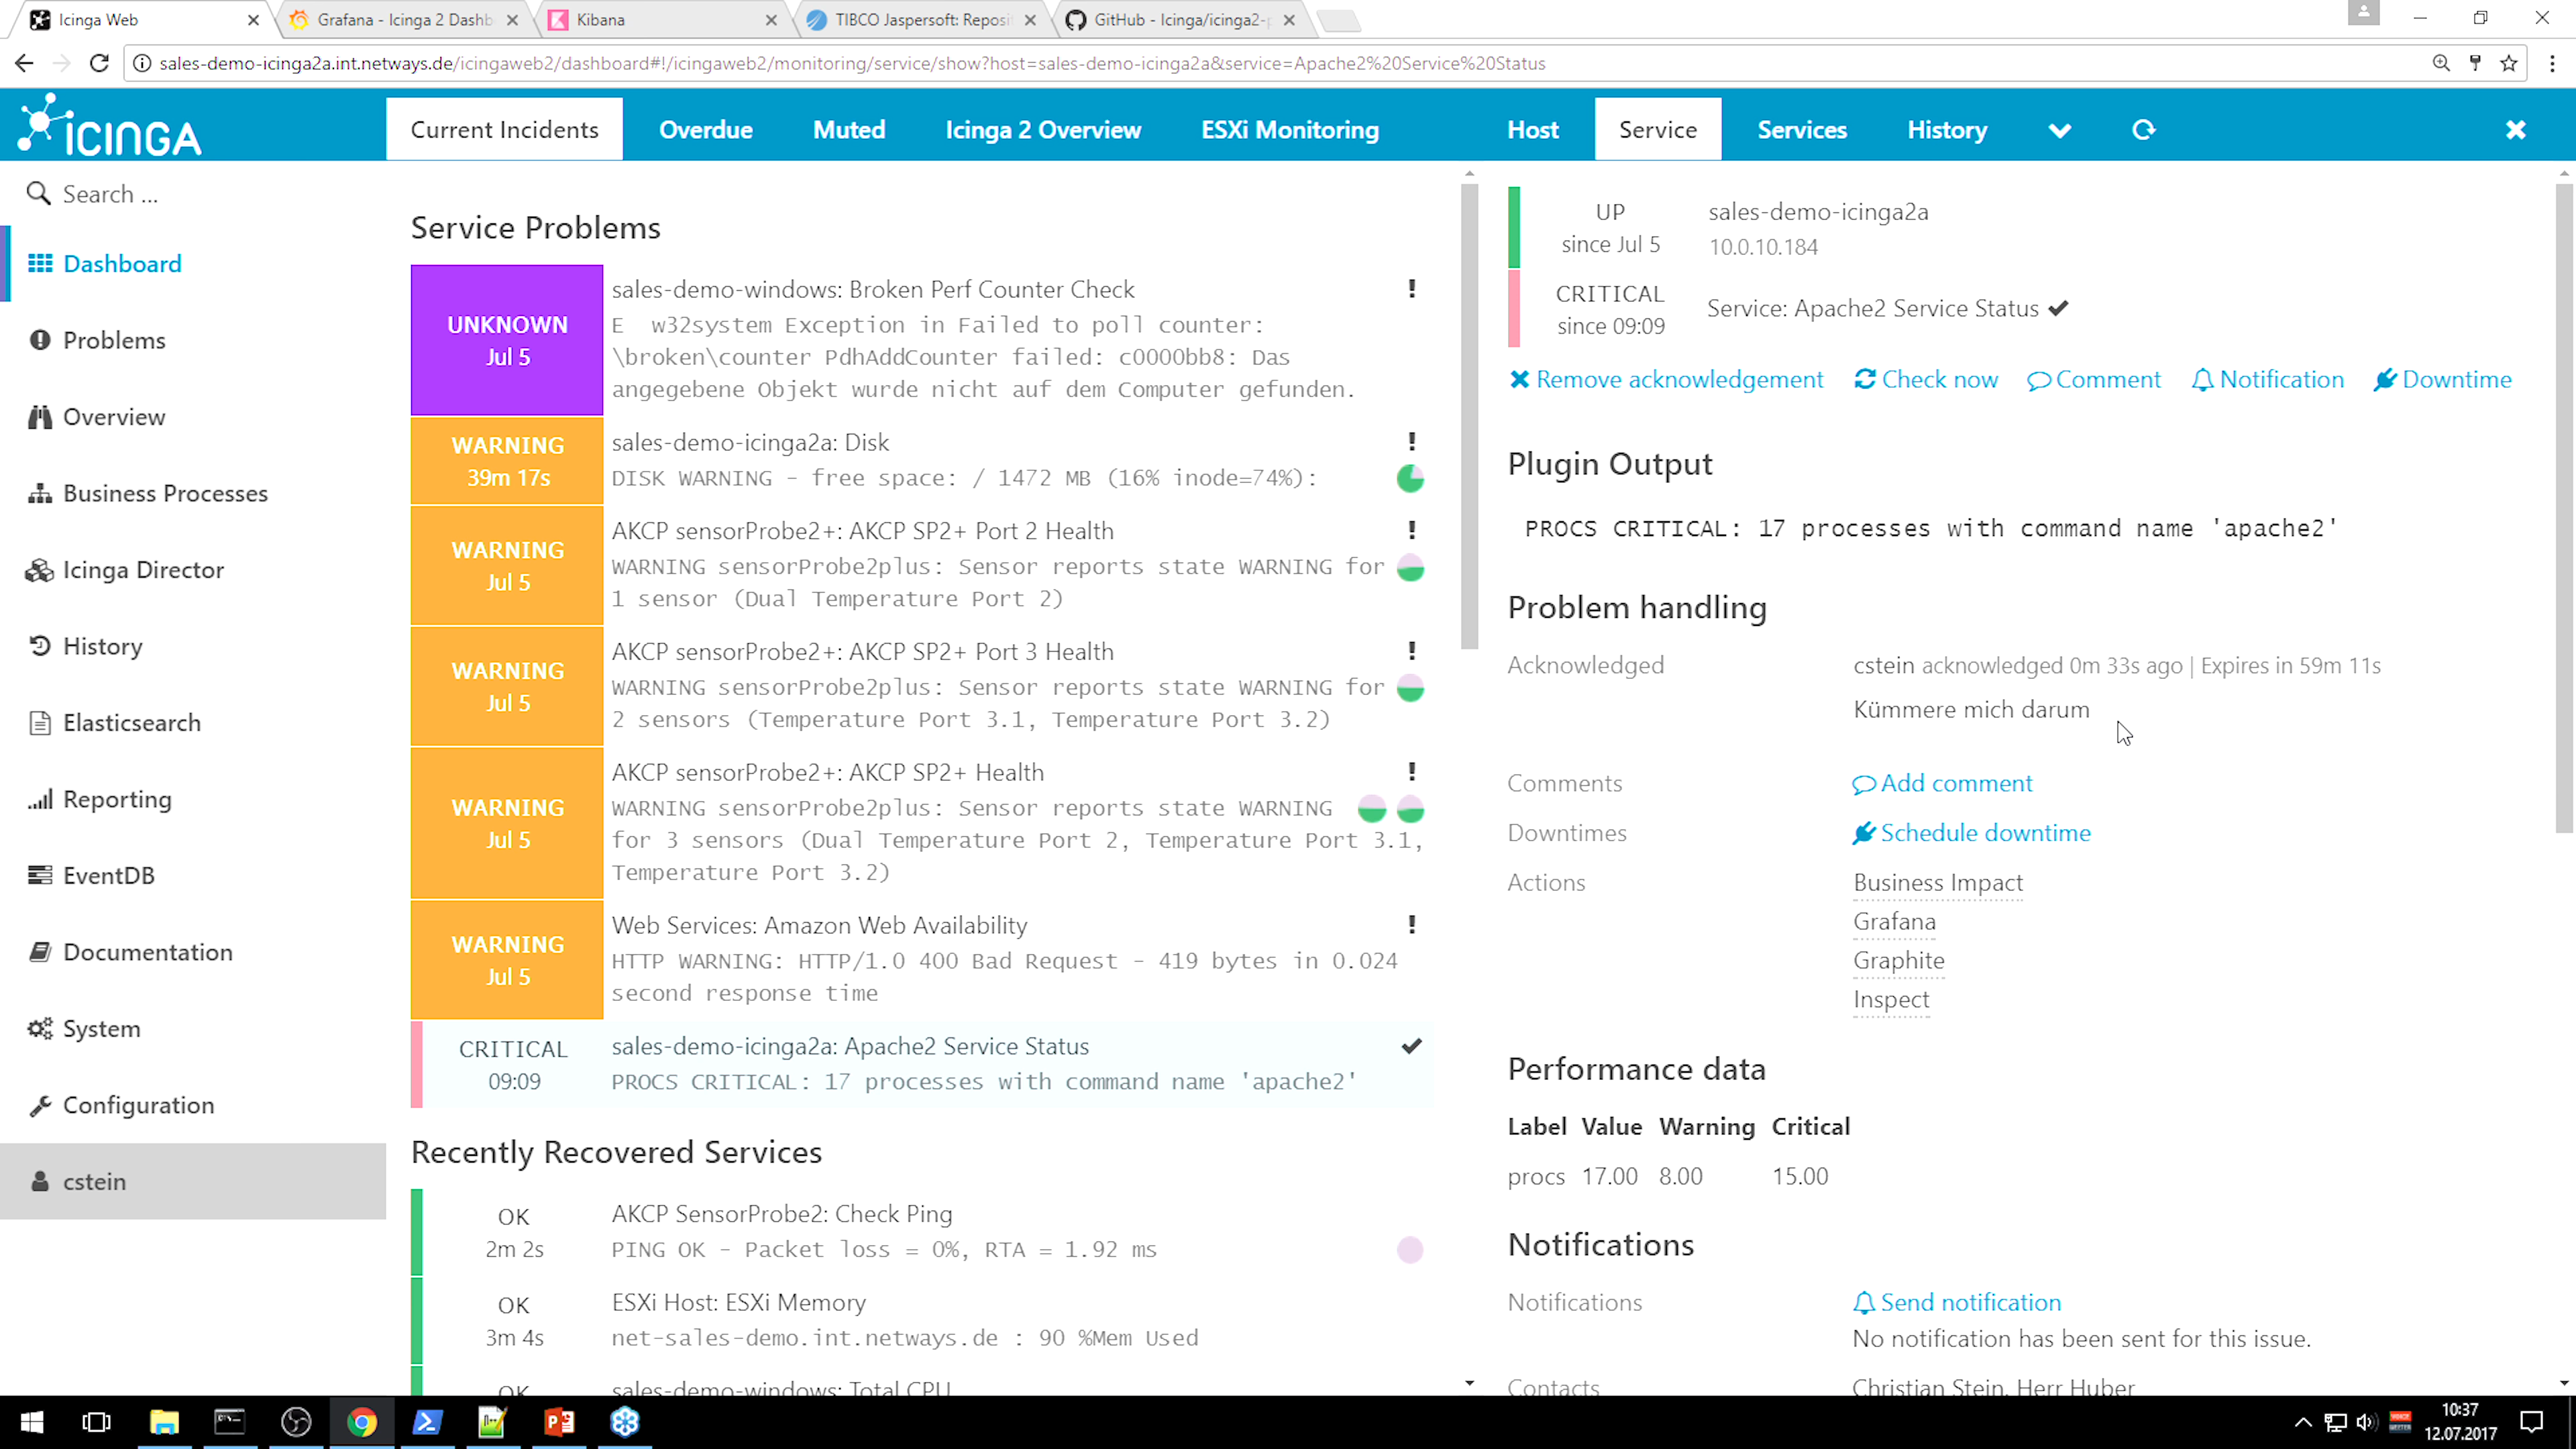 Icinga Web
Grafana - Icinga 2 Dashb
Kibana
TIBCO Jaspersoft: Reposi
GitHub - Icinga/icinga2-p
sales-demo-icinga2a.int.netways.de/icingaweb2/dashboard#!/icingaweb2/monitoring/service/show?host=sales-demo-icinga2a&service=Apache2%20Service%20Status
ICINGA
Current Incidents
Overdue
Muted
Icinga 2 Overview
ESXi Monitoring
Host
Service
Services
History
Search ...
Dashboard
Problems
Overview
Business Processes
Icinga Director
History
Elasticsearch
Reporting
EventDB
Documentation
System
Configuration
cstein
Service Problems
UNKNOWN
Jul 5
sales-demo-windows: Broken Perf Counter Check
E w32system Exception in Failed to poll counter:
\broken\counter PdhAddCounter failed: c0000bb8: Das
angegebene Objekt wurde nicht auf dem Computer gefunden.
WARNING
39m 17s
sales-demo-icinga2a: Disk
DISK WARNING - free space: / 1472 MB (16% inode=74%):
WARNING
Jul 5
AKCP sensorProbe2+: AKCP SP2+ Port 2 Health
WARNING sensorProbe2plus: Sensor reports state WARNING for
1 sensor (Dual Temperature Port 2)
WARNING
Jul 5
AKCP sensorProbe2+: AKCP SP2+ Port 3 Health
WARNING sensorProbe2plus: Sensor reports state WARNING for
2 sensors (Temperature Port 3.1, Temperature Port 3.2)
WARNING
Jul 5
AKCP sensorProbe2+: AKCP SP2+ Health
WARNING sensorProbe2plus: Sensor reports state WARNING
for 3 sensors (Dual Temperature Port 2, Temperature Port 3.1,
Temperature Port 3.2)
WARNING
Jul 5
Web Services: Amazon Web Availability
HTTP WARNING: HTTP/1.0 400 Bad Request - 419 bytes in 0.024
second response time
CRITICAL
09:09
sales-demo-icinga2a: Apache2 Service Status
PROCS CRITICAL: 17 processes with command name 'apache2'
Recently Recovered Services
OK
2m 2s
AKCP SensorProbe2: Check Ping
PING OK - Packet loss = 0%, RTA = 1.92 ms
OK
3m 4s
ESXi Host: ESXi Memory
net-sales-demo.int.netways.de : 90 %Mem Used
OK
sales-demo-windows: Total CPU
UP
since Jul 5
sales-demo-icinga2a
10.0.10.184
CRITICAL
since 09:09
Service: Apache2 Service Status
Remove acknowledgement
Check now
Comment
Notification
Downtime
Plugin Output
PROCS CRITICAL: 17 processes with command name 'apache2'
Problem handling
Acknowledged
cstein acknowledged 0m 33s ago | Expires in 59m 11s
Kümmere mich darum
Comments
Add comment
Downtimes
Schedule downtime
Actions
Business Impact
Grafana
Graphite
Inspect
Performance data
Label Value Warning Critical
procs 17.00 8.00 15.00
Notifications
Notifications
Send notification
No notification has been sent for this issue.
Contacts
Christian Stein, Herr Huber
10:37
12.07.2017